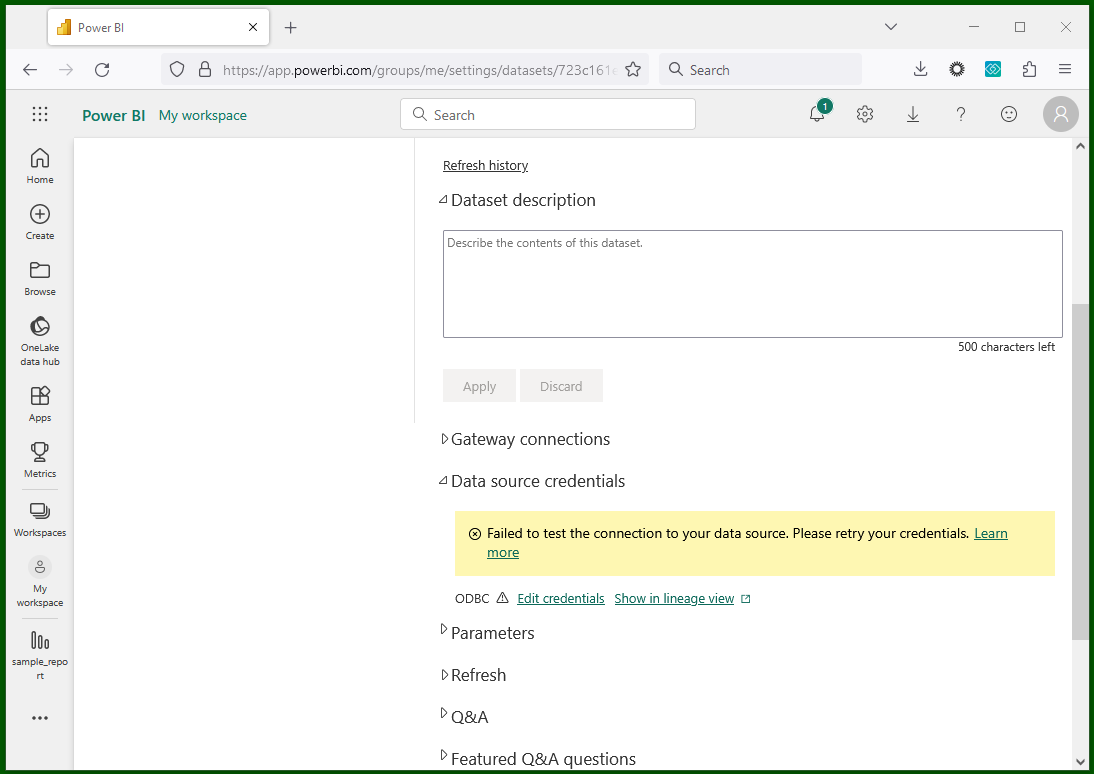 Power BI
https://app.powerbi.com/groups/me/settings/datasets/723c161
Search
Power BI My workspace
Search
1
Home
Create
Browse
OneLake
data hub
Apps
Metrics
Workspaces
My
workspace
sample_repo
rt
Refresh history
Dataset description
Describe the contents of this dataset.
500 characters left
Apply
Discard
Gateway connections
Data source credentials
Failed to test the connection to your data source. Please retry your credentials. Learn
more
ODBC Edit credentials Show in lineage view
Parameters
Refresh
Q&A
Featured Q&A questions